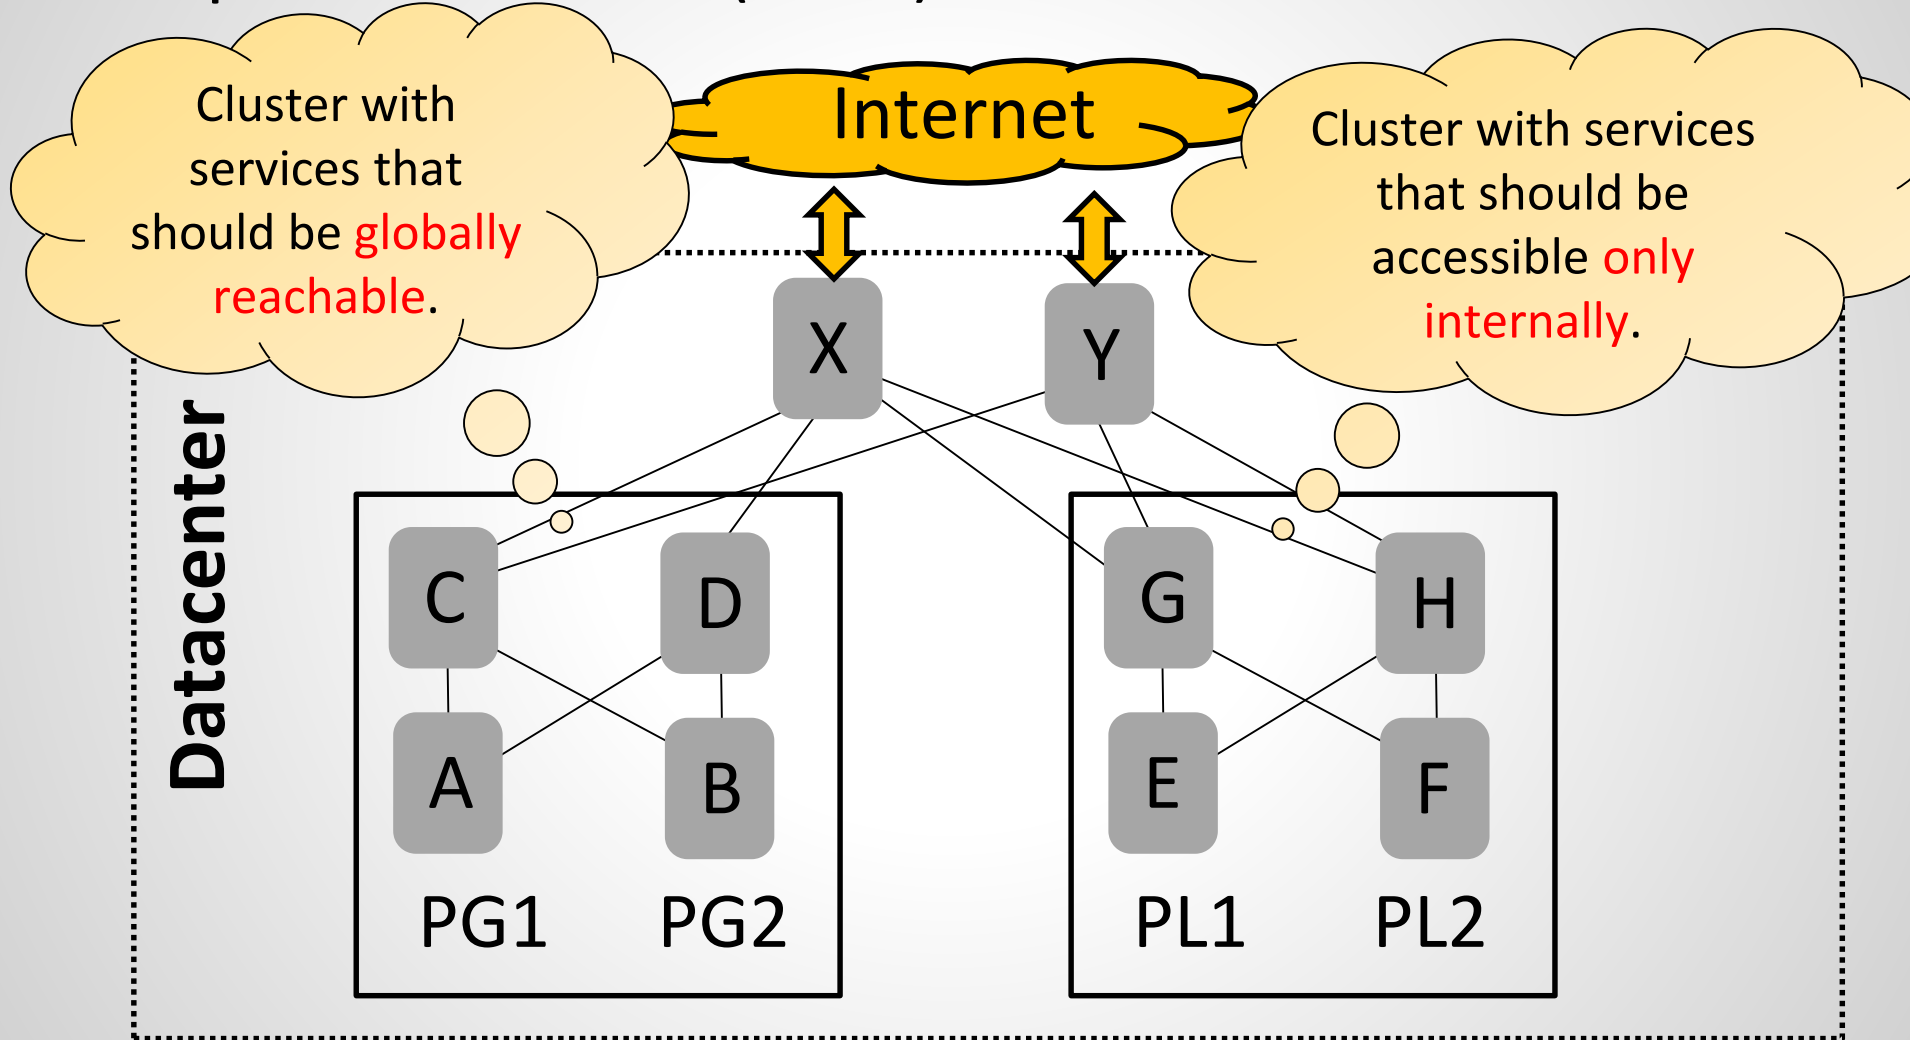 Cluster with
services that
should be globally
reachable.
Internet
Cluster with services
that should be
accessible only
internally.
Datacenter
X
Y
C
D
G
H
A
B
E
F
PG1
PG2
PL1
PL2